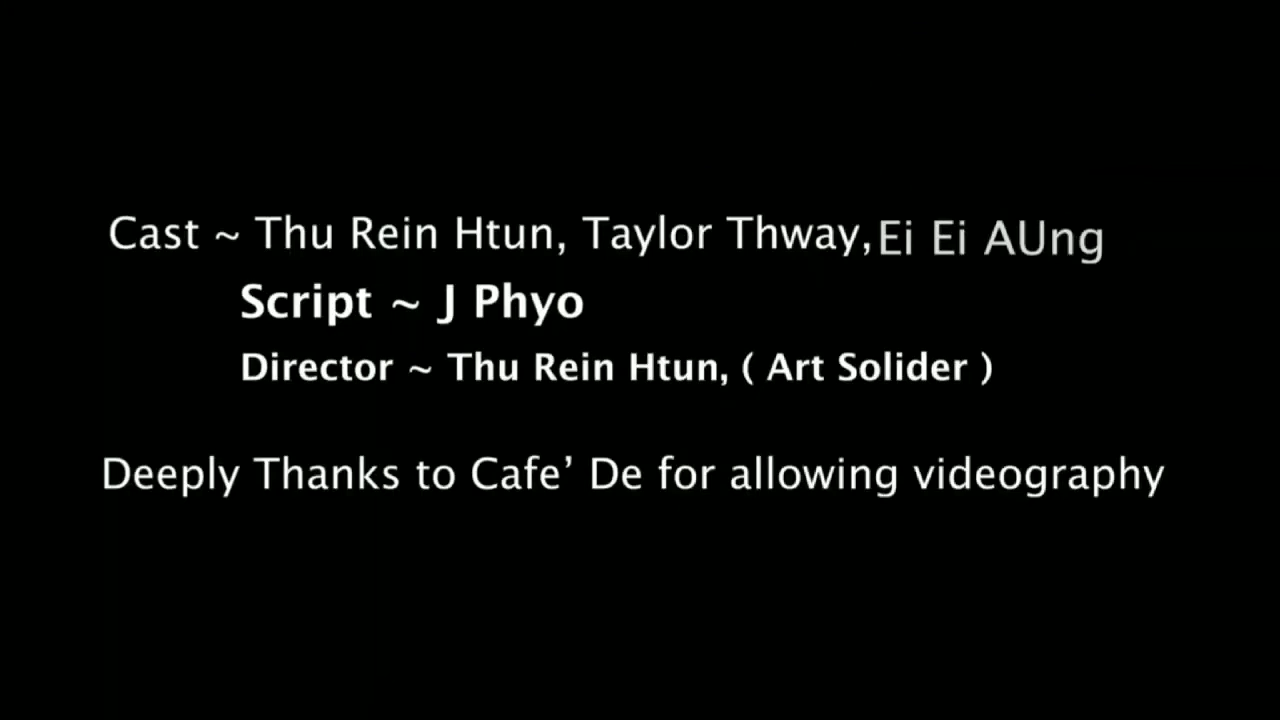 Cast ~ Thu Rein Htun, Taylor Thway, Ei Ei AUng
Script ~ J Phyo
Director ~ Thu Rein Htun, ( Art Solider )
Deeply Thanks to Cafe’ De for allowing videography